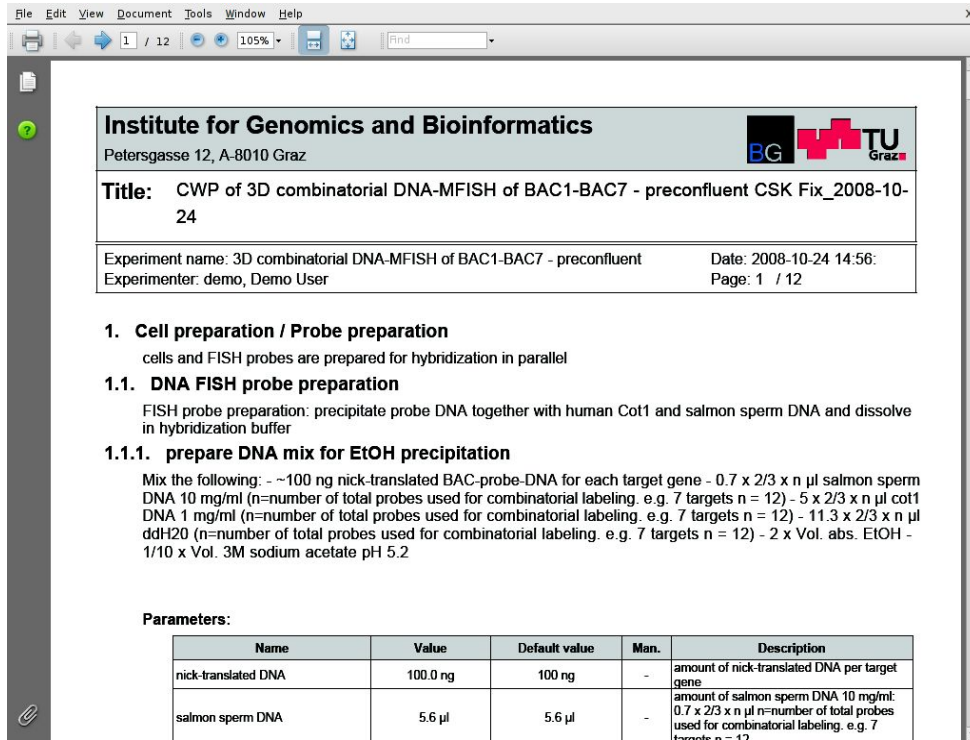 File Edit View Document Tools Window Help
1 / 12 105% Find
Institute for Genomics and Bioinformatics
Petersgasse 12, A-8010 Graz
BG TU
Graz
Title: CWP of 3D combinatorial DNA-MFISH of BAC1-BAC7 - preconfluent CSK Fix_2008-10-
24
Experiment name: 3D combinatorial DNA-MFISH of BAC1-BAC7 - preconfluent Date: 2008-10-24 14:56:
Experimenter: demo, Demo User Page: 1 / 12
1. Cell preparation / Probe preparation
cells and FISH probes are prepared for hybridization in parallel
1.1. DNA FISH probe preparation
FISH probe preparation: precipitate probe DNA together with human Cot1 and salmon sperm DNA and dissolve
in hybridization buffer
1.1.1. prepare DNA mix for EtOH precipitation
Mix the following: - ~100 ng nick-translated BAC-probe-DNA for each target gene - 0.7 x 2/3 x n µl salmon sperm
DNA 10 mg/ml (n=number of total probes used for combinatorial labeling. e.g. 7 targets n = 12) - 5 x 2/3 x n µl cot1
DNA 1 mg/ml (n=number of total probes used for combinatorial labeling. e.g. 7 targets n = 12) - 11.3 x 2/3 x n µl
ddH20 (n=number of total probes used for combinatorial labeling. e.g. 7 targets n = 12) - 2 x Vol. abs. EtOH -
1/10 x Vol. 3M sodium acetate pH 5.2
Parameters:
Name Value Default value Man. Description
nick-translated DNA 100.0 ng 100 ng - amount of nick-translated DNA per target
gene
salmon sperm DNA 5.6 µl 5.6 µl - amount of salmon sperm DNA 10 mg/ml:
0.7 x 2/3 x n µl n=number of total probes
used for combinatorial labeling. e.g. 7
targets n = 12